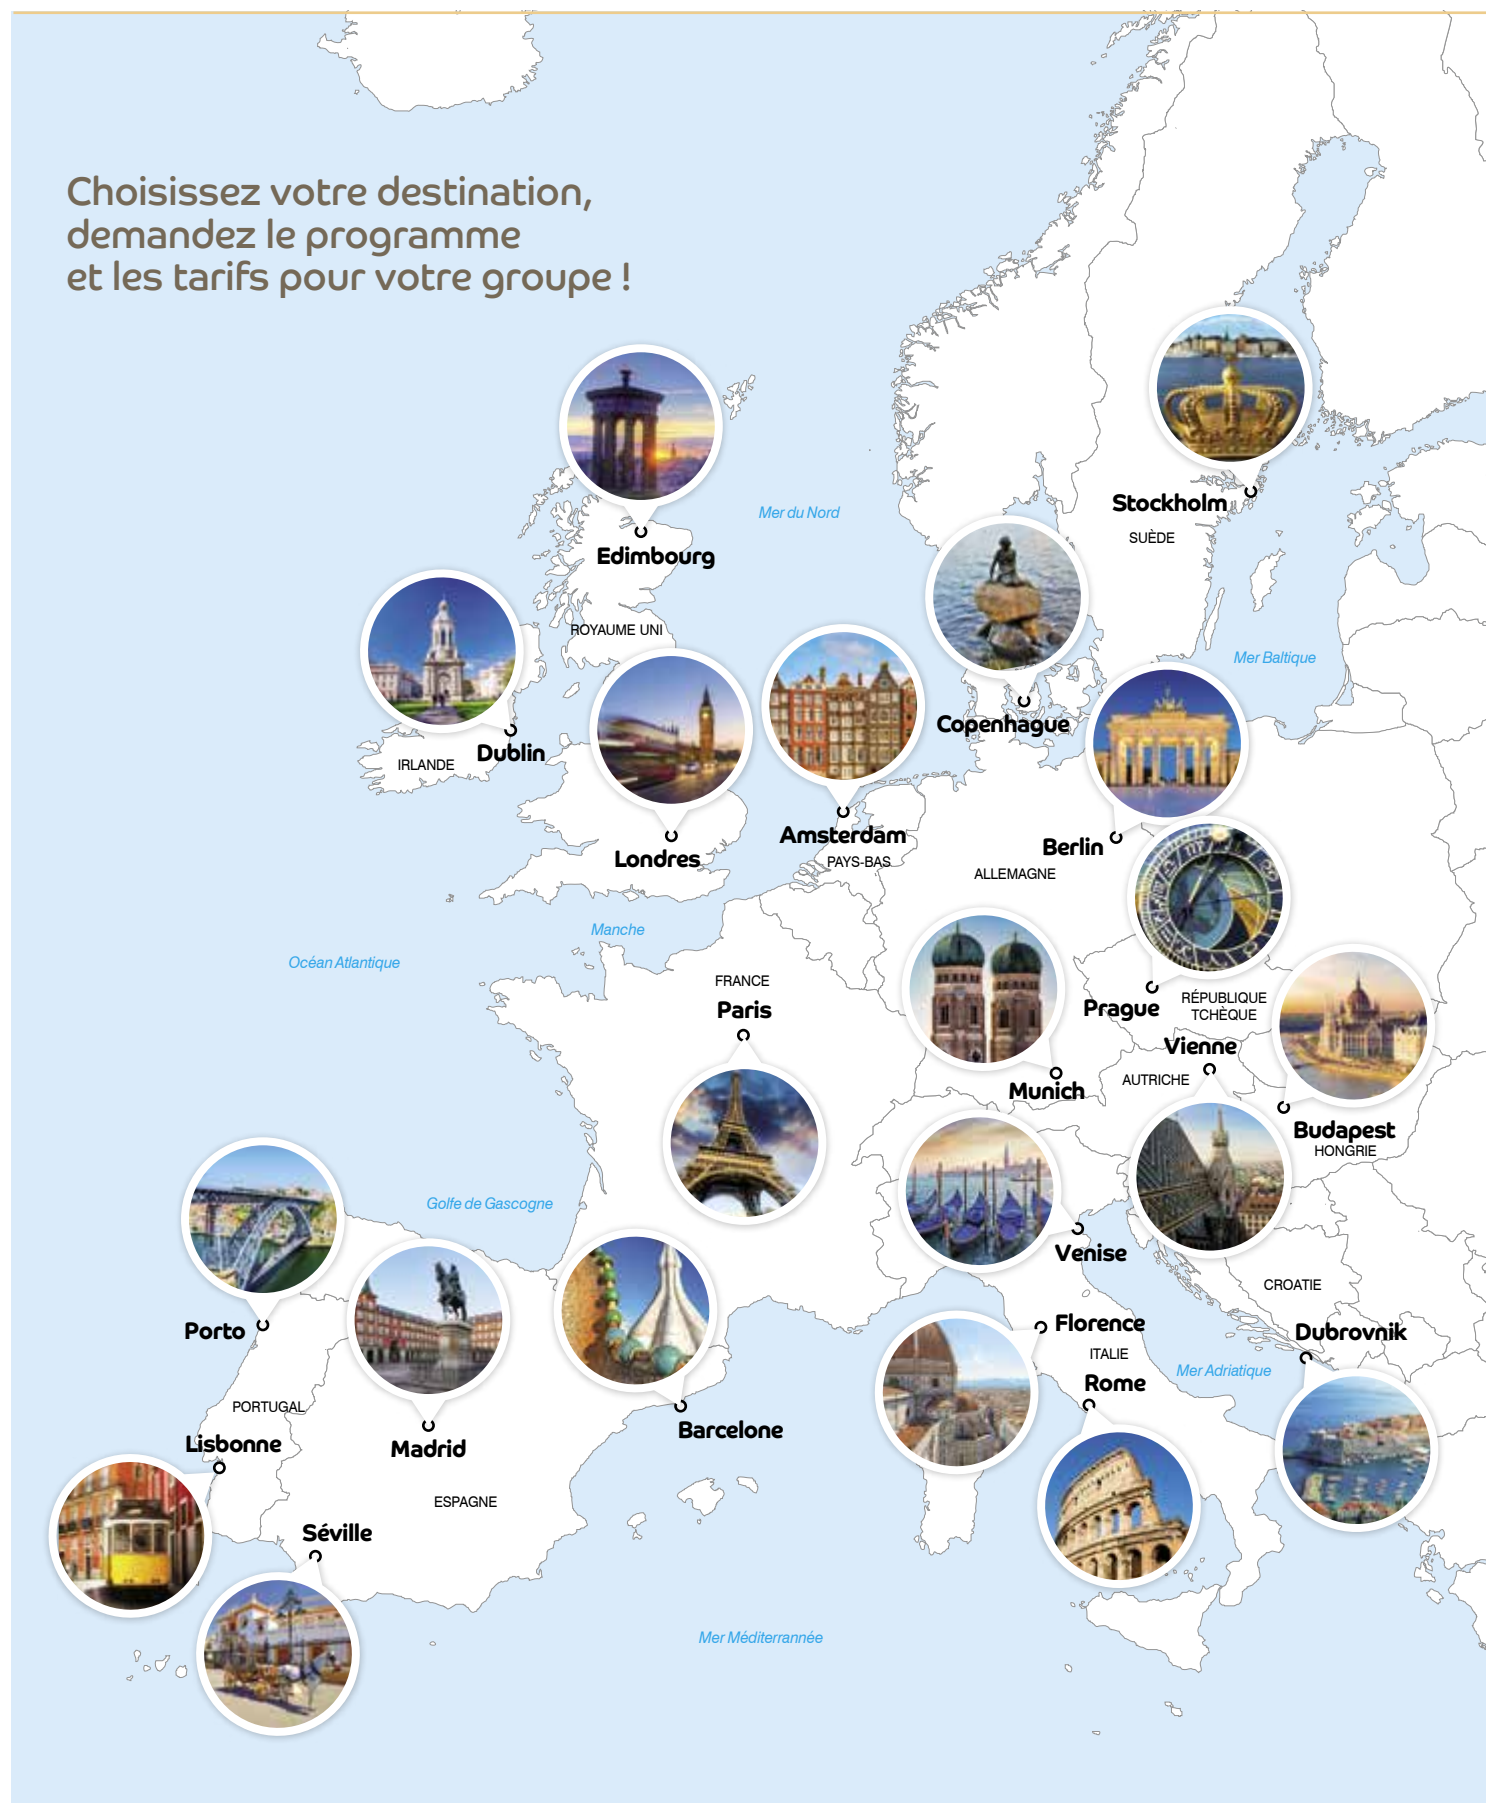 Choisissez votre destination,
demandez le programme
et les tarifs pour votre groupe !
Stockholm
SUÈDE
Mer du Nord
Edimbourg
ROYAUME UNI
Mer Baltique
Copenhague
Dublin
IRLANDE
Amsterdam
PAYS-BAS
Londres
Berlin
ALLEMAGNE
Manche
Océan Atlantique
FRANCE
Paris
Prague
RÉPUBLIQUE
TCHÈQUE
Vienne
AUTRICHE
Munich
Budapest
HONGRIE
Golfe de Gascogne
Venise
CROATIE
Porto
Florence
ITALIE
Dubrovnik
Mer Adriatique
Rome
PORTUGAL
Lisbonne
Madrid
Barcelone
ESPAGNE
Séville
Mer Méditerrannée